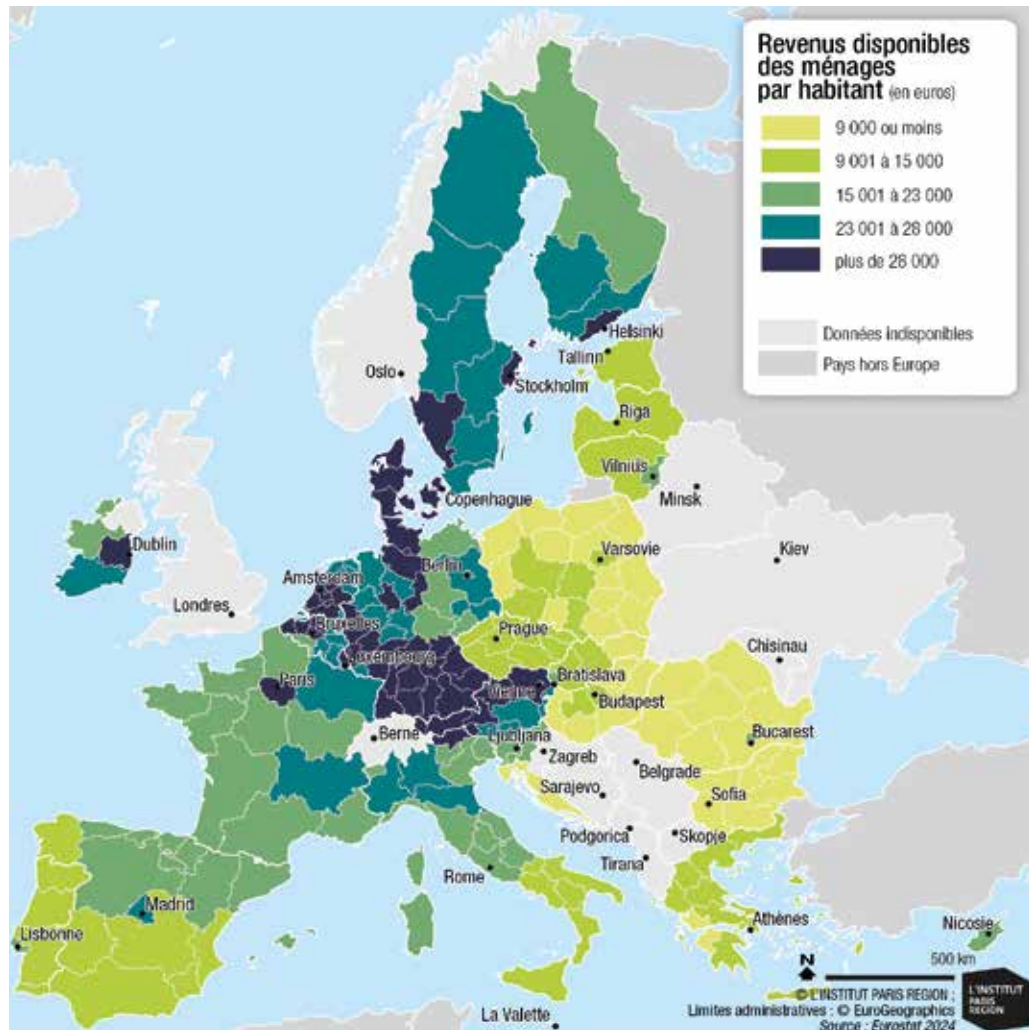 Revenus disponibles
des ménages
par habitant (en euros)
9 000 ou moins
9 001 à 15 000
15 001 à 23 000
23 001 à 28 000
plus de 28 000
Données indisponibles
Pays hors Europe
Helsinki
Tallinn
Oslo
Stockholm
Riga
Vilnius
Minsk
Copenhague
Dublin
Amsterdam
Berlin
Varsovie
Kiev
Londres
Bruxelles
Prague
Luxembourg
Chisinau
Paris
Bratislava
Vienne
Budapest
Berne
Ljubljana
Bucarest
Zagreb
Belgrade
Sarajevo
Sofia
Podgorica
Skopje
Rome
Tirana
Madrid
Lisbonne
Athènes
Nicosie
La Valette
N
500 km
© L'INSTITUT PARIS REGION ;
Limites administratives : © EuroGeographics
Source : Eurostat 2024
L'INSTITUT
PARIS
REGION